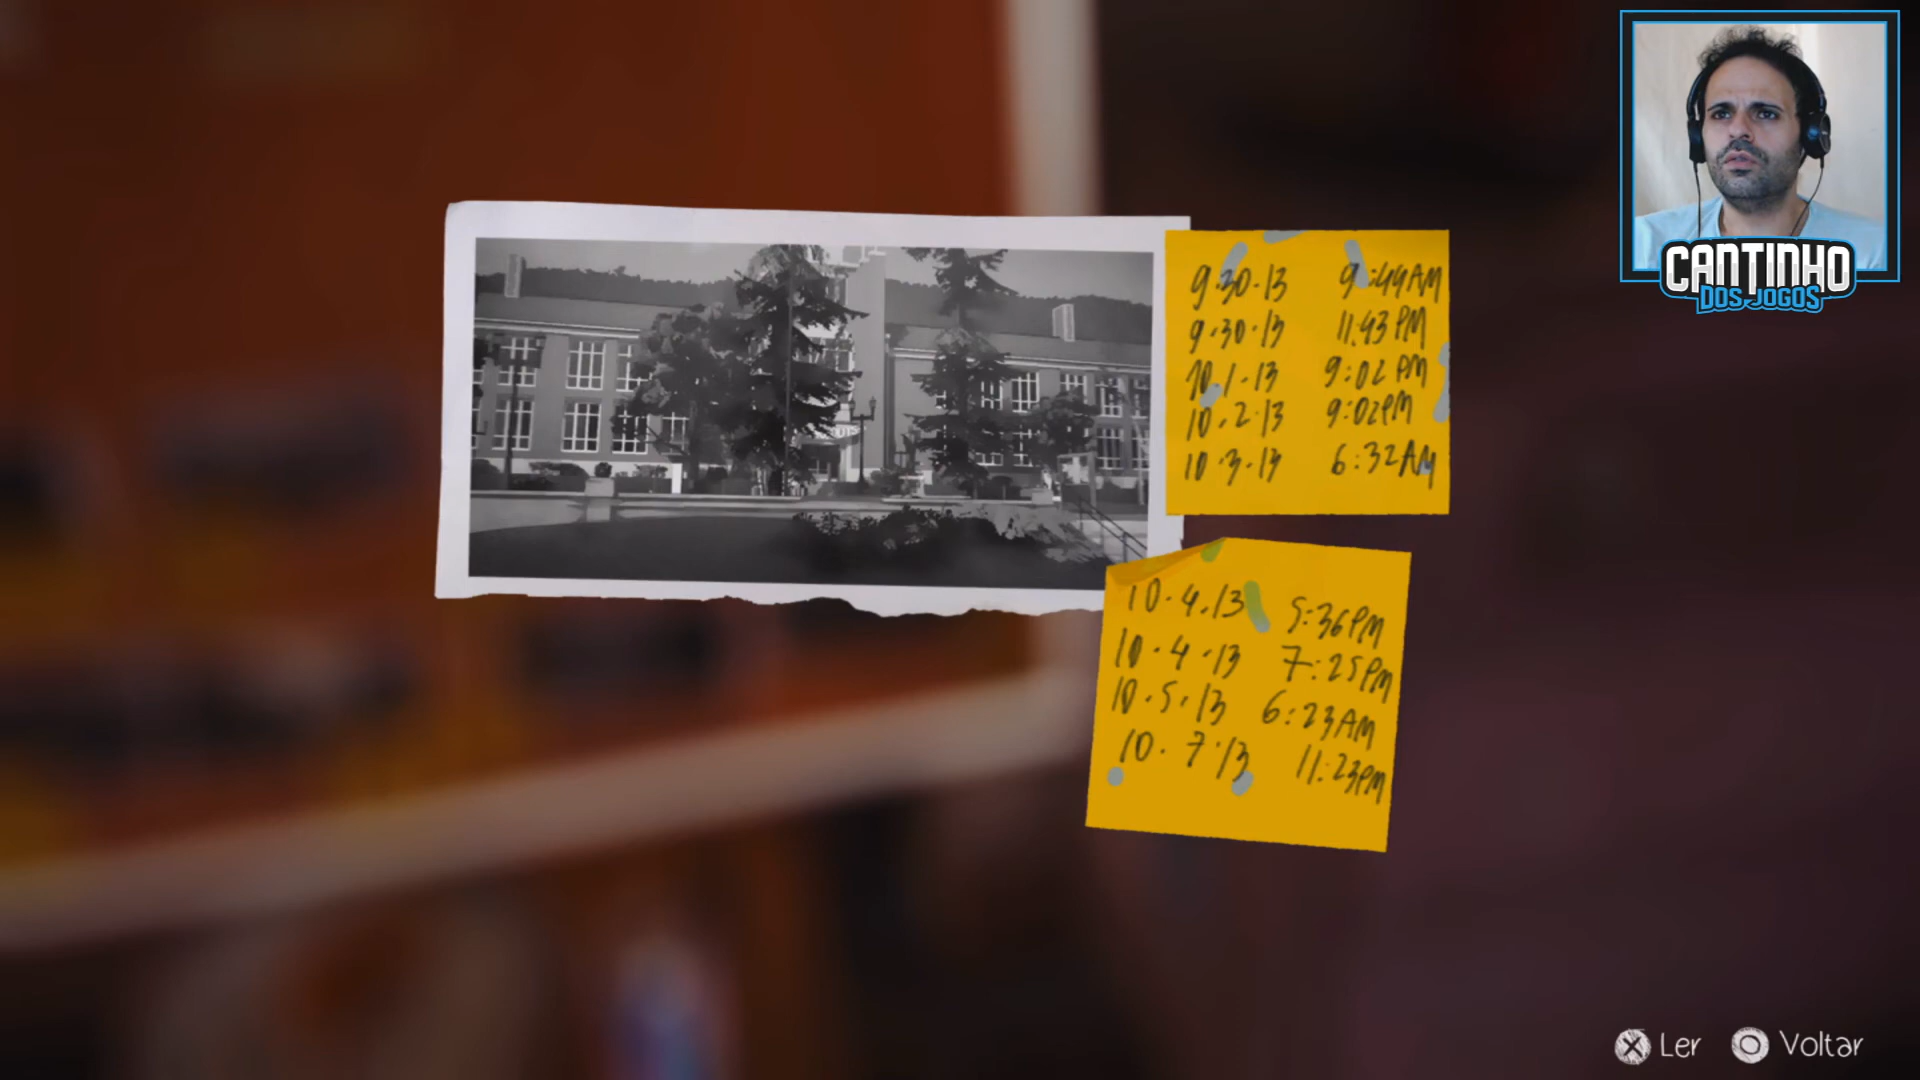 CANTINHO
DOS JOGOS
9.30.13 9:49AM
9.30.13 11:43PM
10.1.13 9:02PM
10.2.13 9:02PM
10.3.13 6:32AM
10.4.13 5:36PM
10.4.13 7:25PM
10.5.13 6:23AM
10.7.13 11:23PM
Ler Voltar